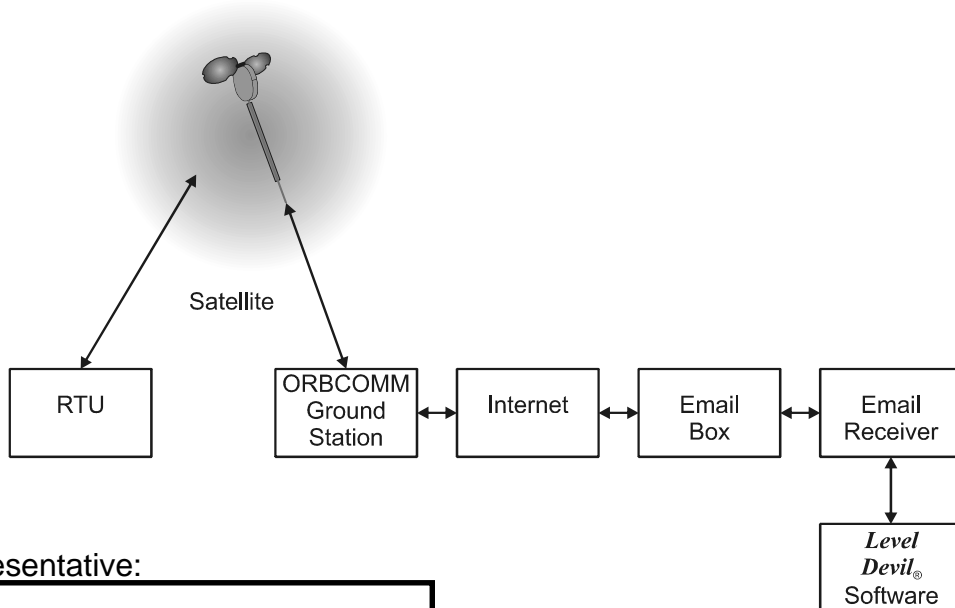 Satellite
RTU
ORBCOMM
Ground
Station
Internet
Email
Box
Email
Receiver
Level
Devil®
Software
esentative: